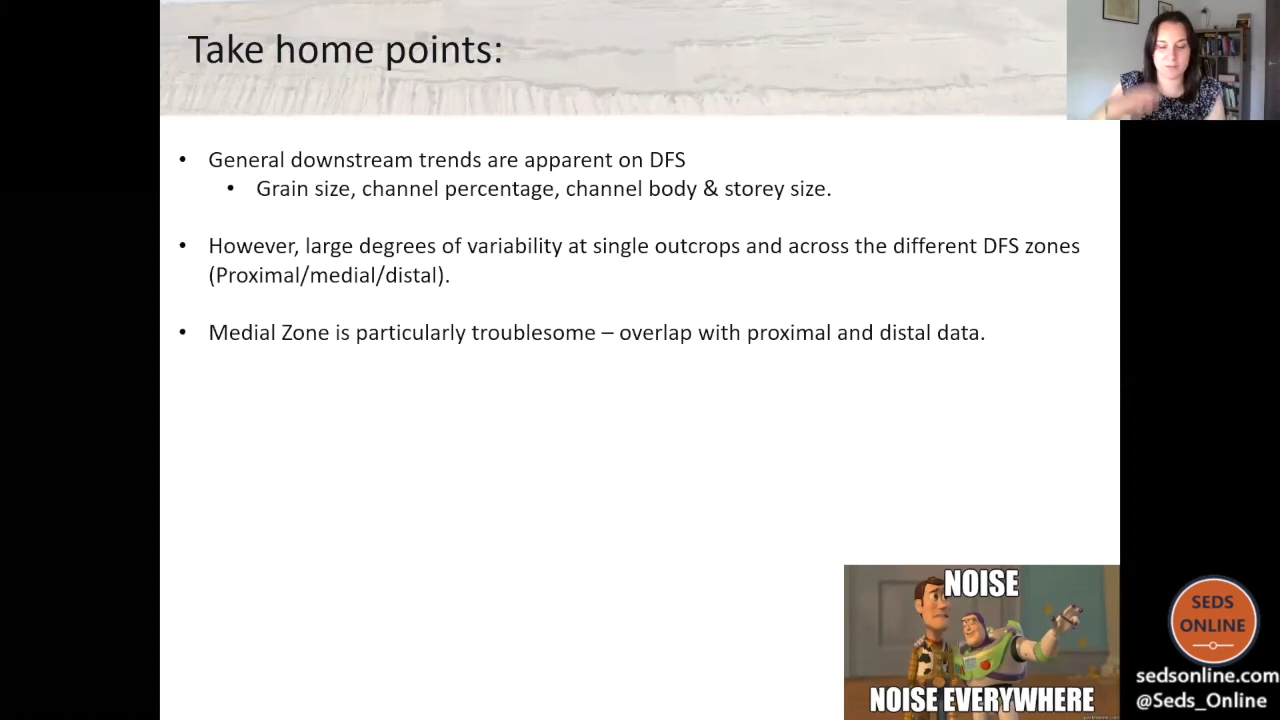 Take home points:
• General downstream trends are apparent on DFS
• Grain size, channel percentage, channel body & storey size.
• However, large degrees of variability at single outcrops and across the different DFS zones
(Proximal/medial/distal).
• Medial Zone is particularly troublesome – overlap with proximal and distal data.
NOISE
NOISE EVERYWHERE
SEDS
ONLINE
sedsonline.com
@Seds_Online